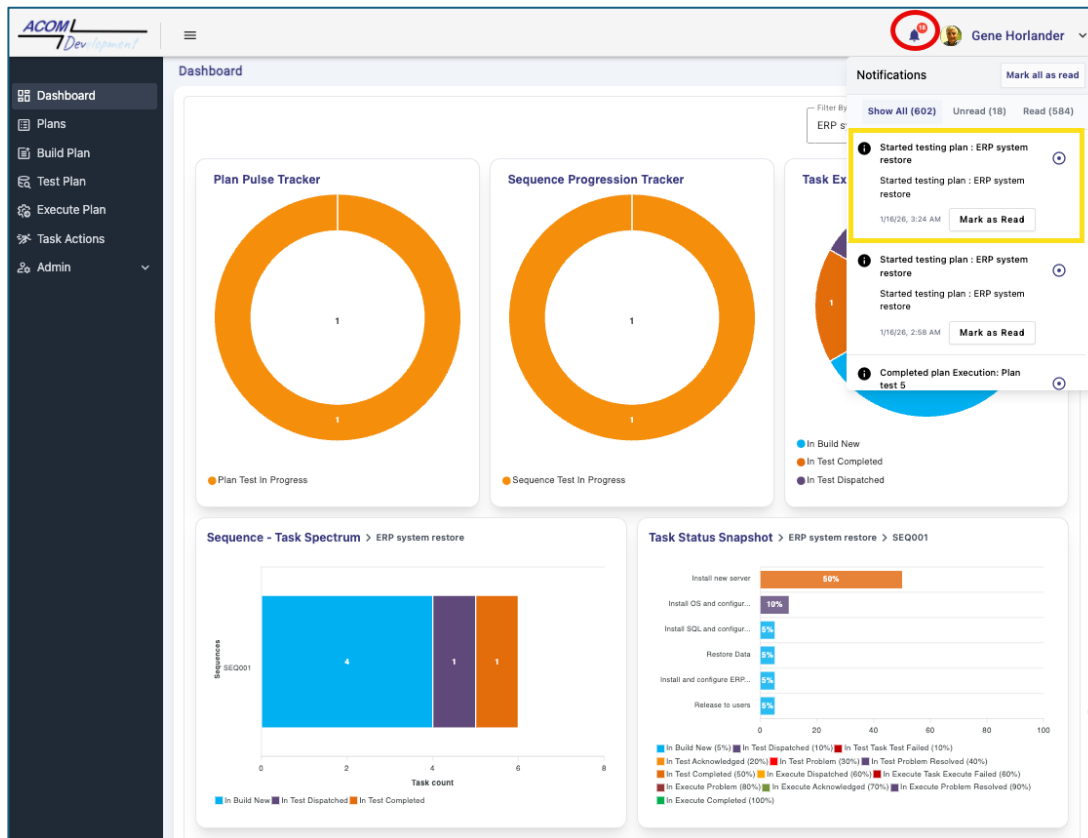 ACOM
Development
18
Gene Horlander
Dashboard
Plans
Build Plan
Test Plan
Execute Plan
Task Actions
Admin
Dashboard
Filter By
ERP
Notifications
Mark all as read
Show All (602)
Unread (18)
Read (584)
Started testing plan : ERP system
restore
Started testing plan : ERP system
restore
1/16/26, 3:24 AM
Mark as Read
Started testing plan : ERP system
restore
Started testing plan : ERP system
restore
1/16/26, 2:58 AM
Mark as Read
Completed plan Execution: Plan
test 5
Plan Pulse Tracker
1
1
Plan Test In Progress
Sequence Progression Tracker
1
1
Sequence Test In Progress
Task Ex
1
In Build New
In Test Completed
In Test Dispatched
Sequence - Task Spectrum > ERP system restore
Sequences
SEQ001
4
1
1
0
2
4
6
8
Task count
In Build New
In Test Dispatched
In Test Completed
Task Status Snapshot > ERP system restore > SEQ001
Install new server
50%
Install OS and configur...
10%
Install SQL and configur...
5%
Restore Data
5%
Install and configure ERP...
5%
Release to users
5%
0
20
40
60
80
100
In Build New (5%) In Test Dispatched (10%) In Test Task Test Failed (10%)
In Test Acknowledged (20%) In Test Problem (30%) In Test Problem Resolved (40%)
In Test Completed (50%) In Execute Dispatched (60%) In Execute Task Execute Failed (60%)
In Execute Problem (80%) In Execute Acknowledged (70%) In Execute Problem Resolved (90%)
In Execute Completed (100%)